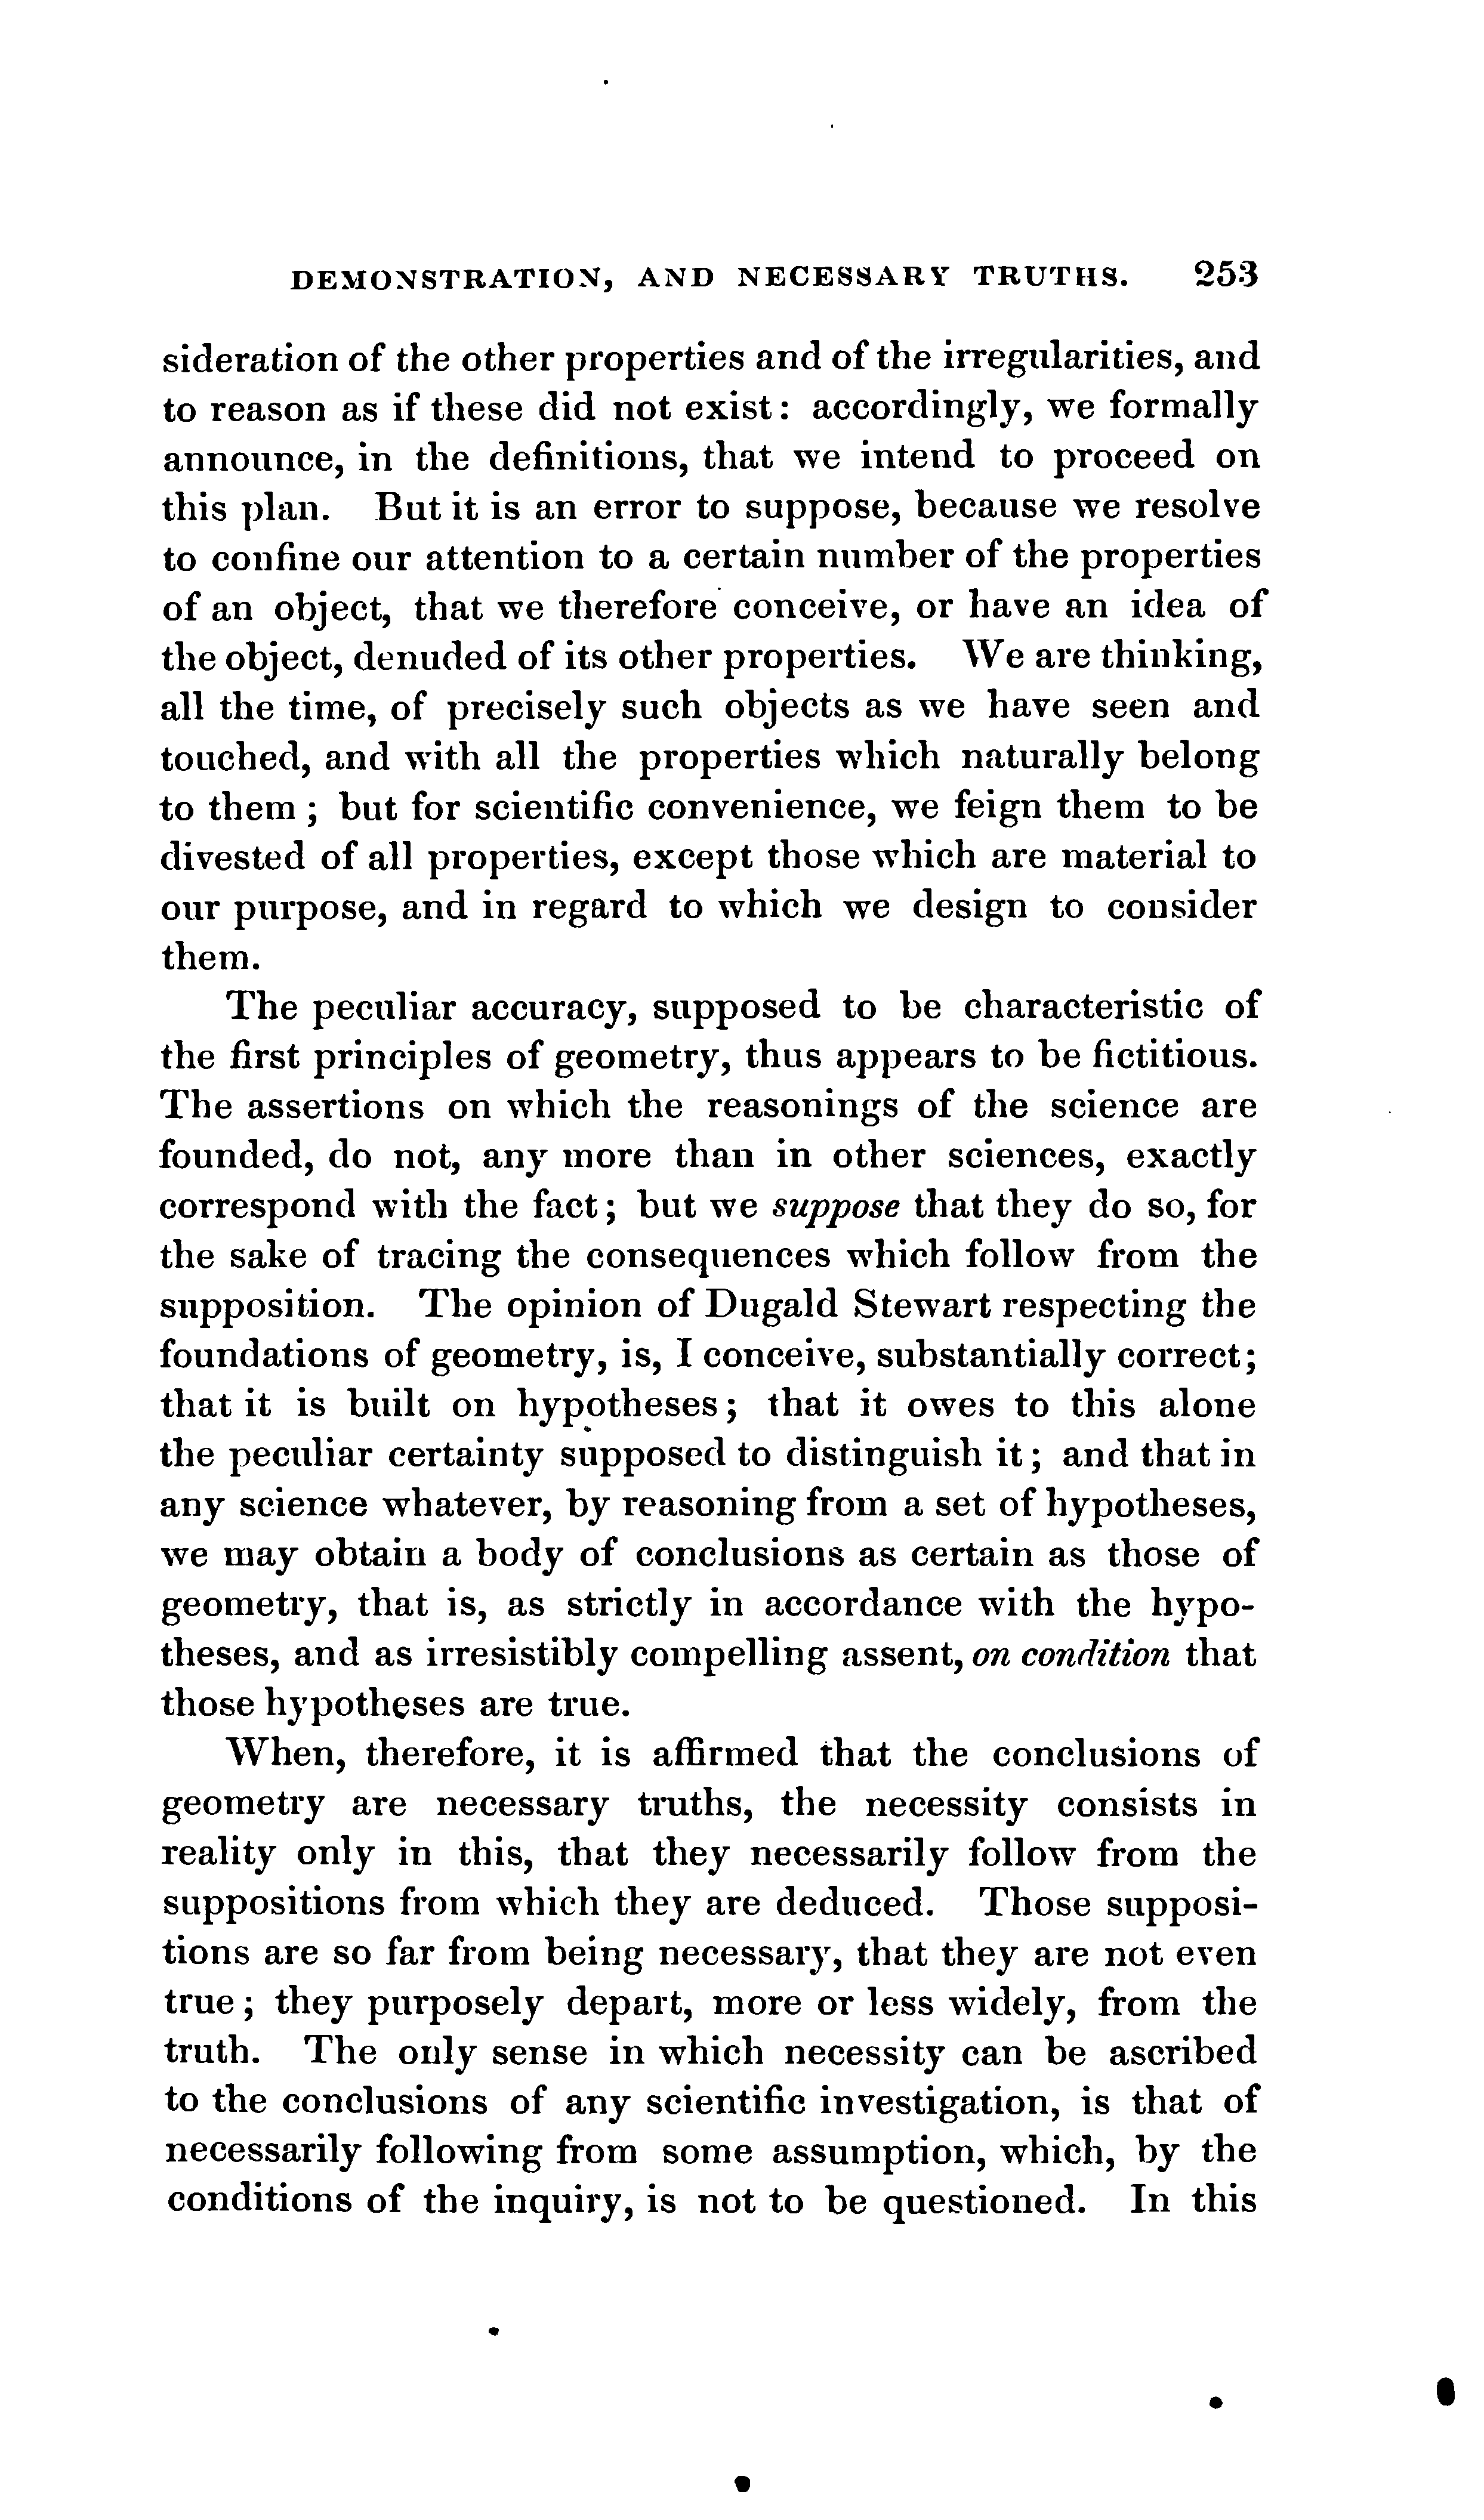 DEMONSTRATION, AND NECESSARY TRUTHS. 253
sideration of the other properties and of the irregularities, and
to reason as if these did not exist: accordingly, we formally
announce, in the definitions, that we intend to proceed on
this plan. But it is an error to suppose, because we resolve
to confine our attention to a certain number of the properties
of an object, that we therefore conceive, or have an idea of
the object, denuded of its other properties. We are thinking,
all the time, of precisely such objects as we have seen and
touched, and with all the properties which naturally belong
to them; but for scientific convenience, we feign them to be
divested of all properties, except those which are material to
our purpose, and in regard to which we design to consider
them.
The peculiar accuracy, supposed to be characteristic of
the first principles of geometry, thus appears to be fictitious.
The assertions on which the reasonings of the science are
founded, do not, any more than in other sciences, exactly
correspond with the fact; but we suppose that they do so, for
the sake of tracing the consequences which follow from the
supposition. The opinion of Dugald Stewart respecting the
foundations of geometry, is, I conceive, substantially correct;
that it is built on hypotheses; that it owes to this alone
the peculiar certainty supposed to distinguish it; and that in
any science whatever, by reasoning from a set of hypotheses,
we may obtain a body of conclusions as certain as those of
geometry, that is, as strictly in accordance with the hypo-
theses, and as irresistibly compelling assent, on condition that
those hypotheses are true.
When, therefore, it is affirmed that the conclusions of
geometry are necessary truths, the necessity consists in
reality only in this, that they necessarily follow from the
suppositions from which they are deduced. Those supposi-
tions are so far from being necessary, that they are not even
true; they purposely depart, more or less widely, from the
truth. The only sense in which necessity can be ascribed
to the conclusions of any scientific investigation, is that of
necessarily following from some assumption, which, by the
conditions of the inquiry, is not to be questioned. In this